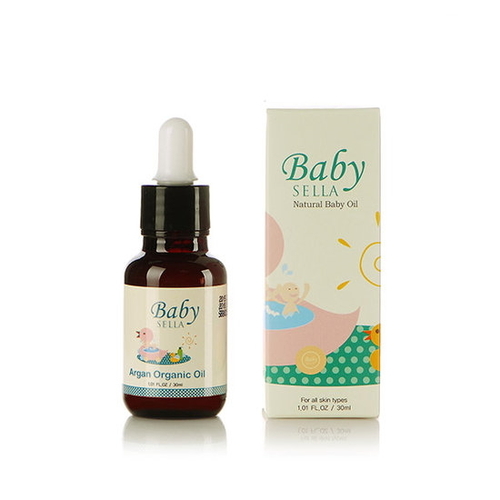 Baby
SELLA
Argan Organic Oil
1.01 FL,OZ / 30ml
Baby
SELLA
Natural Baby Oil
Baby
For all skin types
1.01 FL,OZ / 30ml